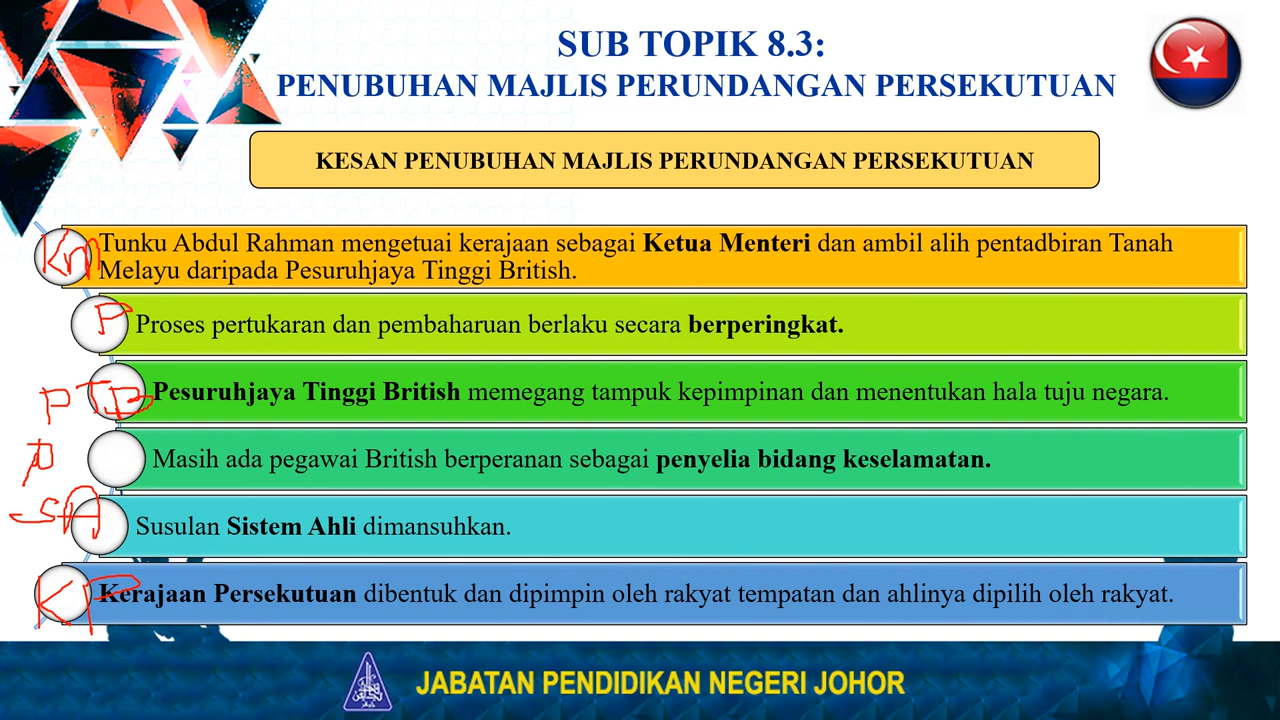 SUB TOPIK 8.3:
PENUBUHAN MAJLIS PERUNDANGAN PERSEKUTUAN
KESAN PENUBUHAN MAJLIS PERUNDANGAN PERSEKUTUAN
Km
Tunku Abdul Rahman mengetuai kerajaan sebagai Ketua Menteri dan ambil alih pentadbiran Tanah
Melayu daripada Pesuruhjaya Tinggi British.
P
Proses pertukaran dan pembaharuan berlaku secara berperingkat.
PTB
Pesuruhjaya Tinggi British memegang tampuk kepimpinan dan menentukan hala tuju negara.
P
Masih ada pegawai British berperanan sebagai penyelia bidang keselamatan.
SA
Susulan Sistem Ahli dimansuhkan.
KP
Kerajaan Persekutuan dibentuk dan dipimpin oleh rakyat tempatan dan ahlinya dipilih oleh rakyat.
JABATAN PENDIDIKAN NEGERI JOHOR